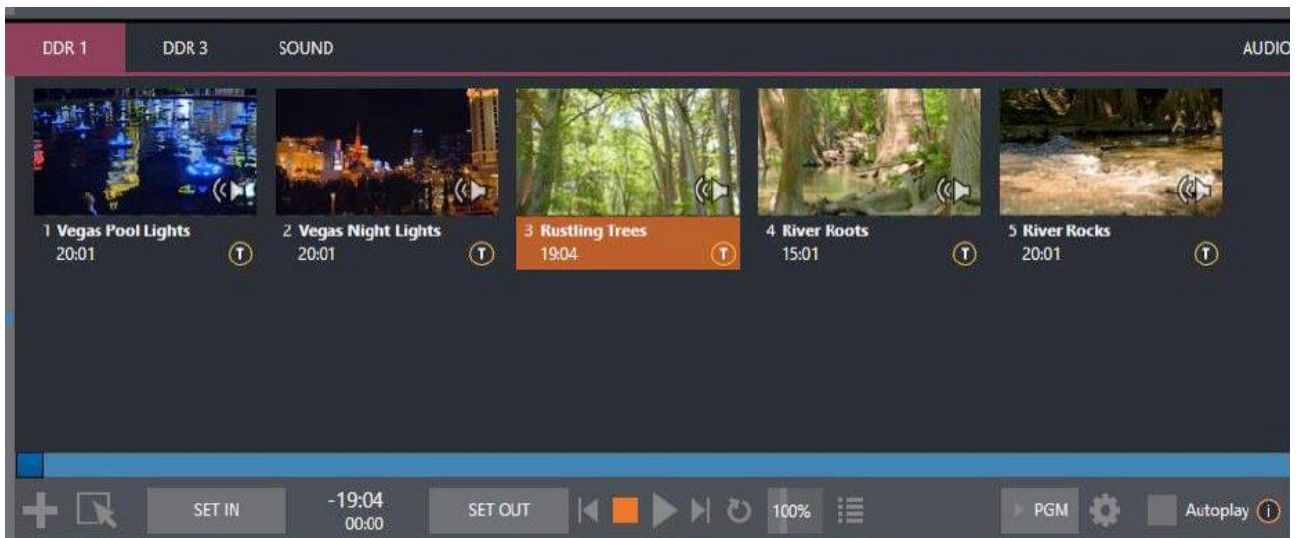 DDR 1 DDR 3 SOUND AUDIO
1 Vegas Pool Lights
20:01 T
2 Vegas Night Lights
20:01 T
3 Rustling Trees
19:04 T
4 River Roots
15:01 T
5 River Rocks
20:01 T
SET IN -19:04 SET OUT 100% PGM Autoplay i
00:00